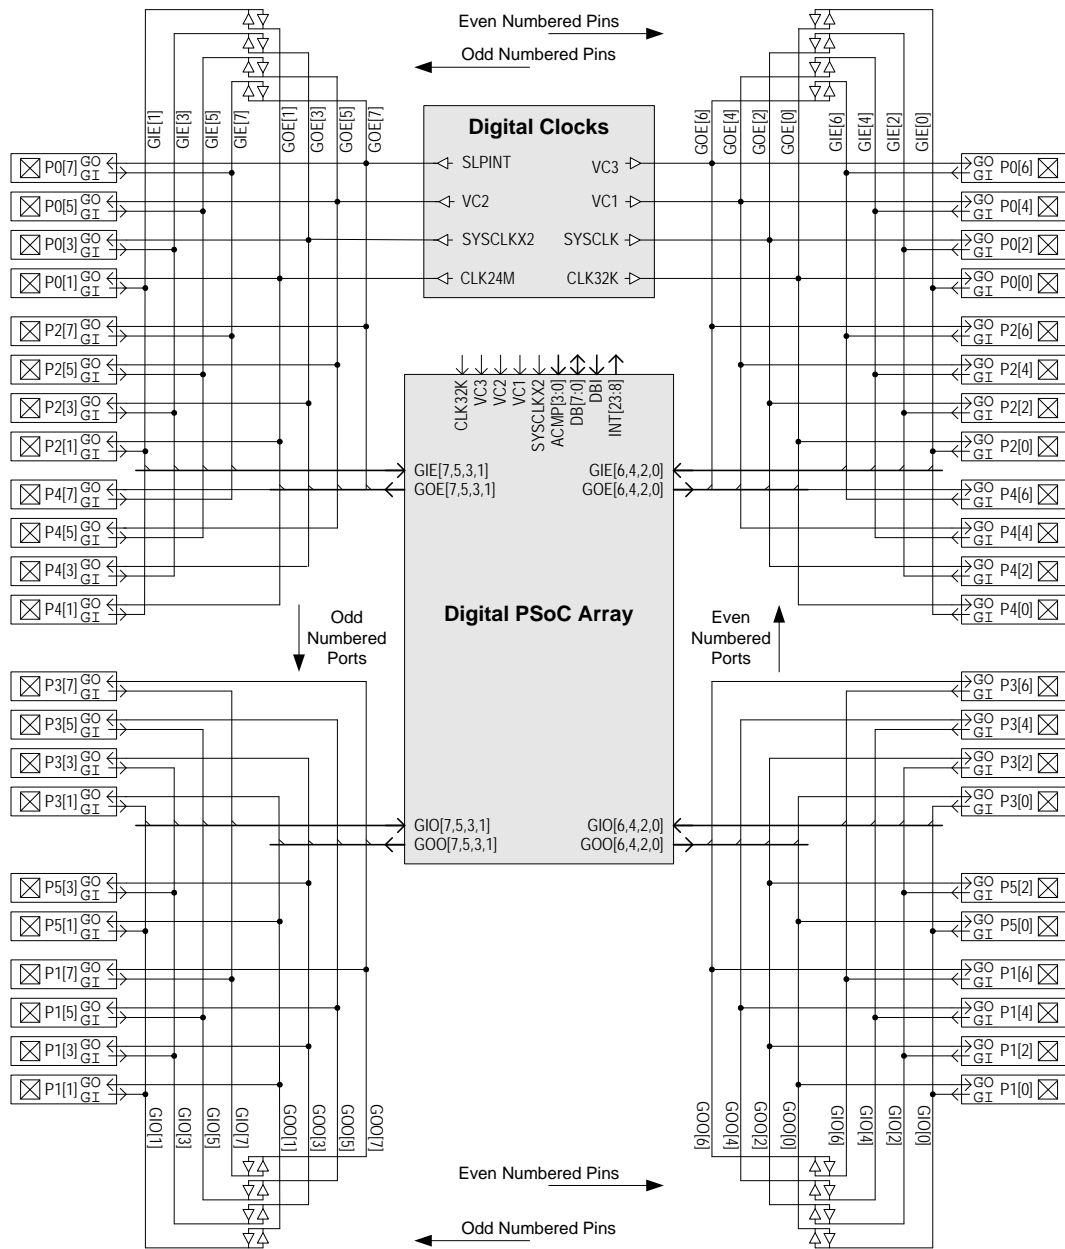 Even Numbered Pins
Odd Numbered Pins
GIE[1]
GIE[3]
GIE[5]
GIE[7]
GOE[1]
GOE[3]
GOE[5]
GOE[7]
GOE[6]
GOE[4]
GOE[2]
GOE[0]
GIE[6]
GIE[4]
GIE[2]
GIE[0]
Digital Clocks
SLPINT
VC3
VC2
VC1
SYSCLKX2
SYSCLK
CLK24M
CLK32K
P0[7] GO
GI
P0[5] GO
GI
P0[3] GO
GI
P0[1] GO
GI
P2[7] GO
GI
P2[5] GO
GI
P2[3] GO
GI
P2[1] GO
GI
P4[7] GO
GI
P4[5] GO
GI
P4[3] GO
GI
P4[1] GO
GI
GO P0[6]
GI
GO P0[4]
GI
GO P0[2]
GI
GO P0[0]
GI
GO P2[6]
GI
GO P2[4]
GI
GO P2[2]
GI
GO P2[0]
GI
GO P4[6]
GI
GO P4[4]
GI
GO P4[2]
GI
GO P4[0]
GI
CLK32K
VC3
VC2
VC1
SYSCLKX2
ACMP[3:0]
DB[7:0]
DBI
INT[23:8]
GIE[7,5,3,1]
GIE[6,4,2,0]
GOE[7,5,3,1]
GOE[6,4,2,0]
Digital PSoC Array
Odd
Numbered
Ports
Even
Numbered
Ports
GIO[7,5,3,1]
GIO[6,4,2,0]
GOO[7,5,3,1]
GOO[6,4,2,0]
P3[7] GO
GI
P3[5] GO
GI
P3[3] GO
GI
P3[1] GO
GI
P5[3] GO
GI
P5[1] GO
GI
P1[7] GO
GI
P1[5] GO
GI
P1[3] GO
GI
P1[1] GO
GI
GO P3[6]
GI
GO P3[4]
GI
GO P3[2]
GI
GO P3[0]
GI
GO P5[2]
GI
GO P5[0]
GI
GO P1[6]
GI
GO P1[4]
GI
GO P1[2]
GI
GO P1[0]
GI
GIO[1]
GIO[3]
GIO[5]
GIO[7]
GOO[1]
GOO[3]
GOO[5]
GOO[7]
GOO[6]
GOO[4]
GOO[2]
GOO[0]
GIO[6]
GIO[4]
GIO[2]
GIO[0]
Even Numbered Pins
Odd Numbered Pins